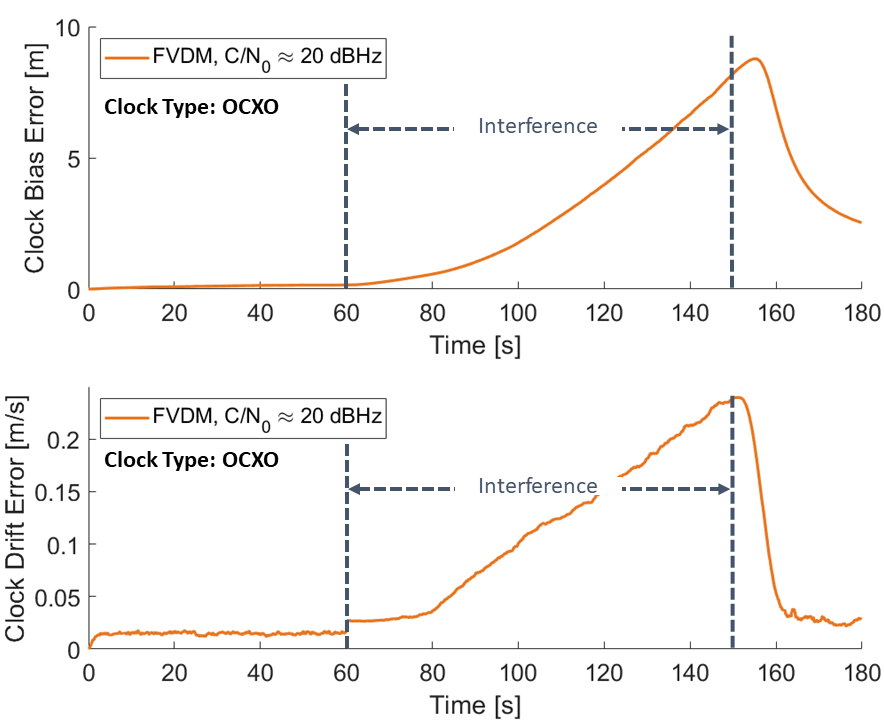 10
5
0
Clock Bias Error [m]
FVDM, C/N0 ≈ 20 dBHz
Clock Type: OCXO
Interference
0 20 40 60 80 100 120 140 160 180
Time [s]
0.2
0.15
0.1
0.05
0
Clock Drift Error [m/s]
FVDM, C/N0 ≈ 20 dBHz
Clock Type: OCXO
Interference
0 20 40 60 80 100 120 140 160 180
Time [s]